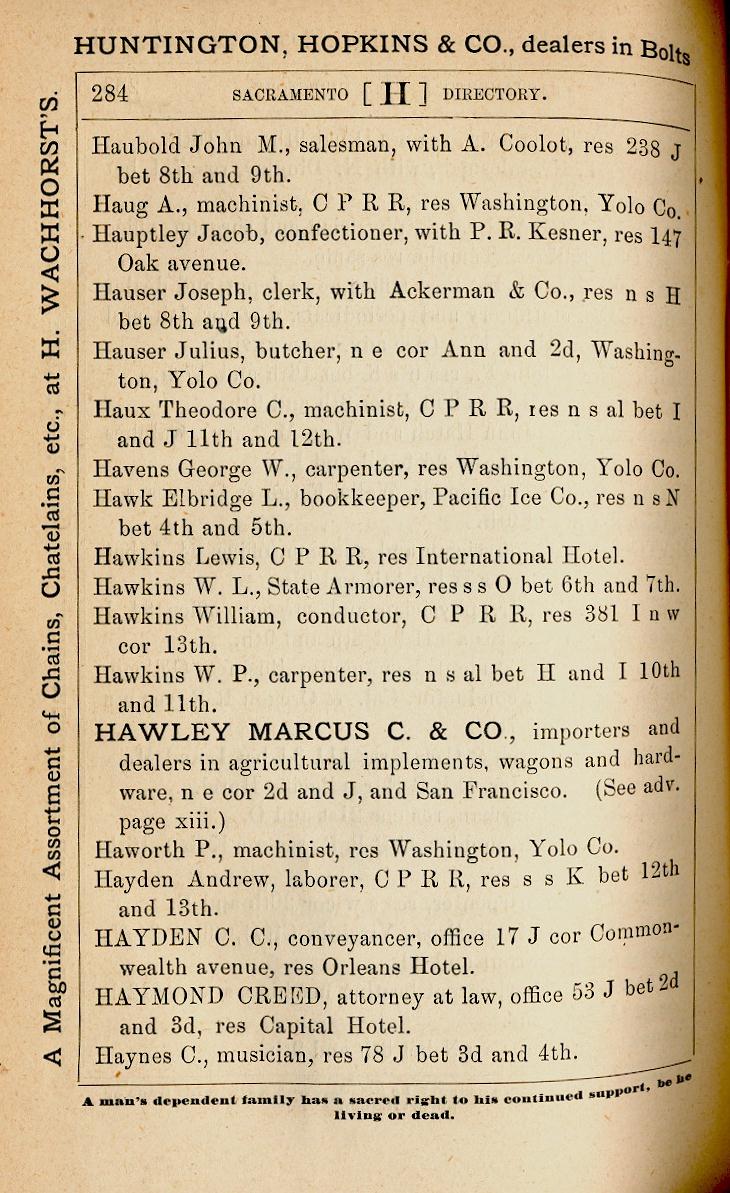 HUNTINGTON, HOPKINS & CO., dealers in Bolts
284 SACRAMENTO [ H ] DIRECTORY.
Haubold John M., salesman, with A. Coolot, res 238 J
bet 8th and 9th.
Haug A., machinist, C P R R, res Washington, Yolo Co.
Hauptley Jacob, confectioner, with P. R. Kesner, res 147
Oak avenue.
Hauser Joseph, clerk, with Ackerman & Co., res n s H
bet 8th and 9th.
Hauser Julius, butcher, n e cor Ann and 2d, Washing-
ton, Yolo Co.
Haux Theodore C., machinist, C P R R, res n s al bet I
and J 11th and 12th.
Havens George W., carpenter, res Washington, Yolo Co.
Hawk Elbridge L., bookkeeper, Pacific Ice Co., res n s N
bet 4th and 5th.
Hawkins Lewis, C P R R, res International Hotel.
Hawkins W. L., State Armorer, res s s O bet 6th and 7th.
Hawkins William, conductor, C P R R, res 381 I n w
cor 13th.
Hawkins W. P., carpenter, res n s al bet H and I 10th
and 11th.
HAWLEY MARCUS C. & CO., importers and
dealers in agricultural implements, wagons and hard-
ware, n e cor 2d and J, and San Francisco. (See adv.
page xiii.)
Haworth P., machinist, res Washington, Yolo Co.
Hayden Andrew, laborer, C P R R, res s s K bet 12th
and 13th.
HAYDEN C. C., conveyancer, office 17 J cor Common-
wealth avenue, res Orleans Hotel.
HAYMOND CREED, attorney at law, office 53 J bet 2d
and 3d, res Capital Hotel.
Haynes C., musician, res 78 J bet 3d and 4th.
A man's dependent family has a sacred right to his continued support, be he
living or dead.
A Magnificent Assortment of Chains, Chatelains, etc., at H. WACHHORST'S.